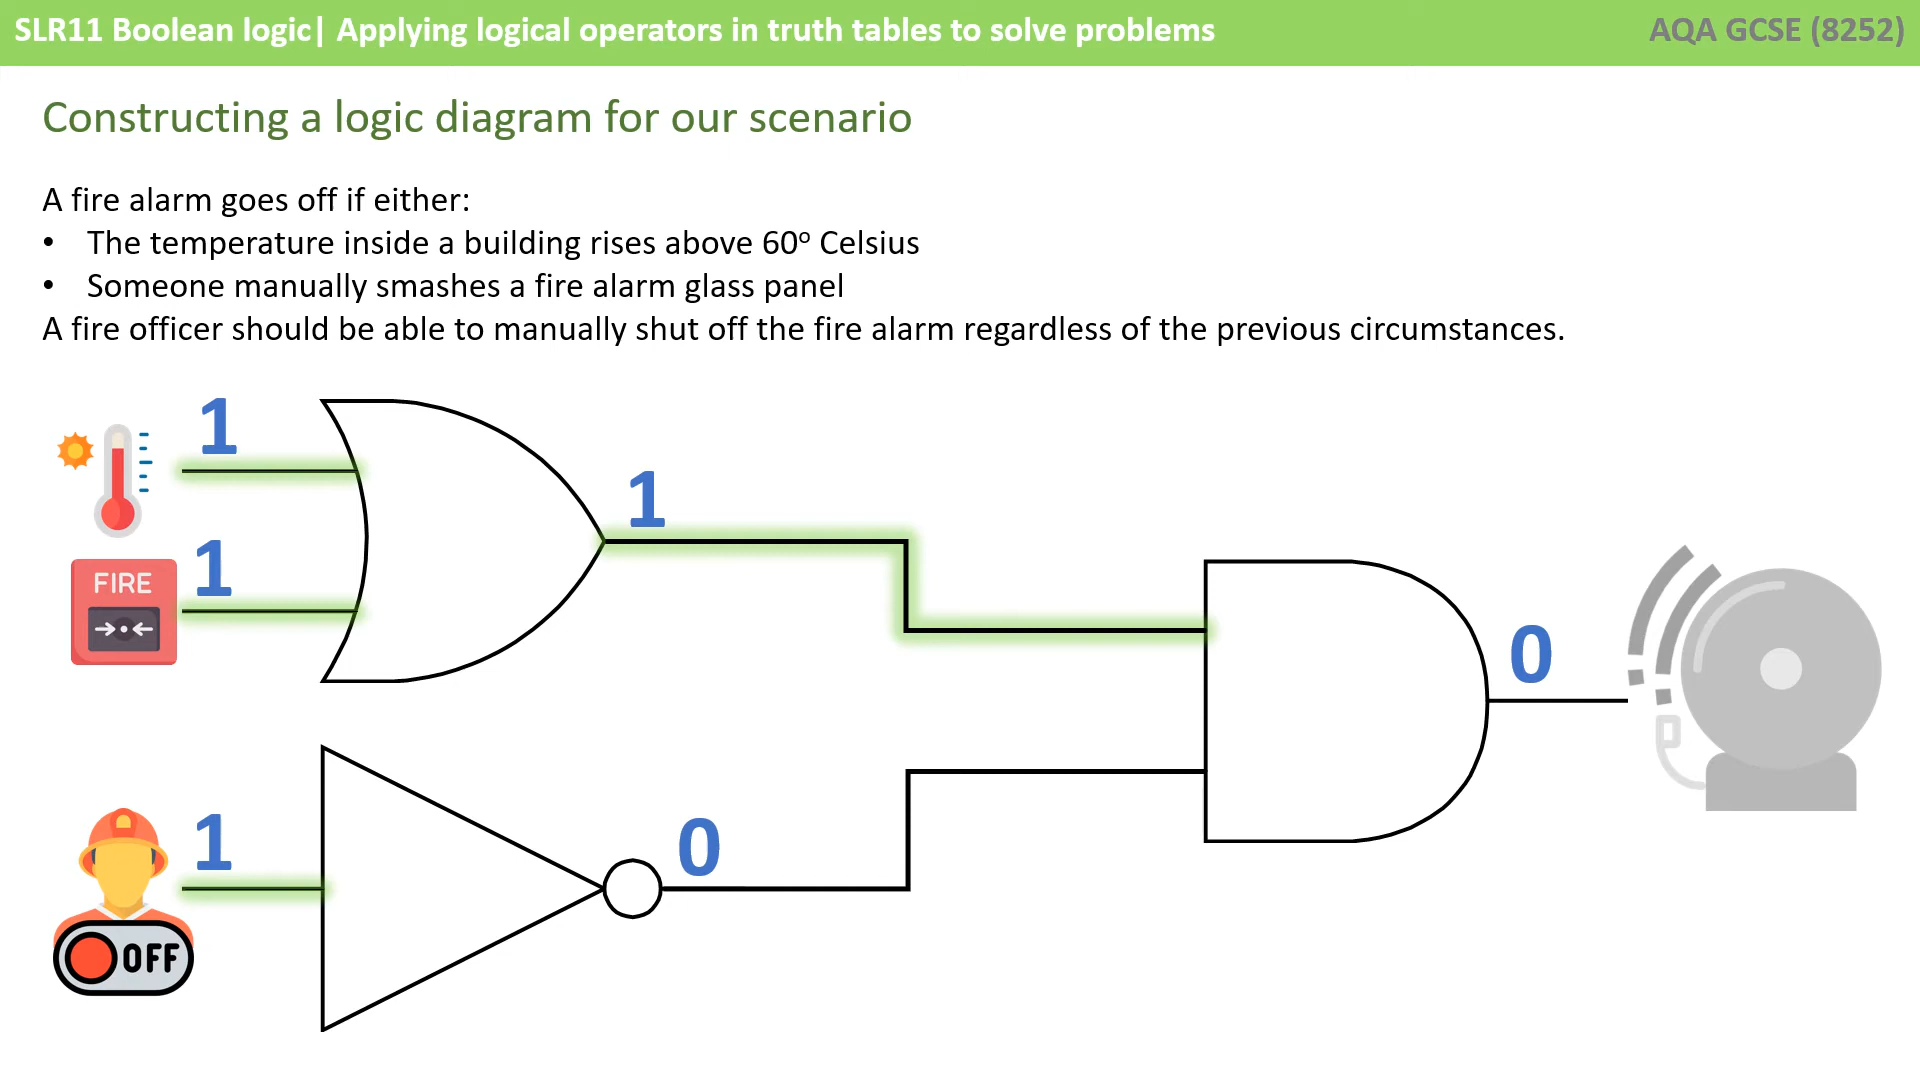 SLR11 Boolean logic| Applying logical operators in truth tables to solve problems
AQA GCSE (8252)
Constructing a logic diagram for our scenario
A fire alarm goes off if either:
• The temperature inside a building rises above 60° Celsius
• Someone manually smashes a fire alarm glass panel
A fire officer should be able to manually shut off the fire alarm regardless of the previous circumstances.
1
1
1
FIRE
0
1
0
OFF